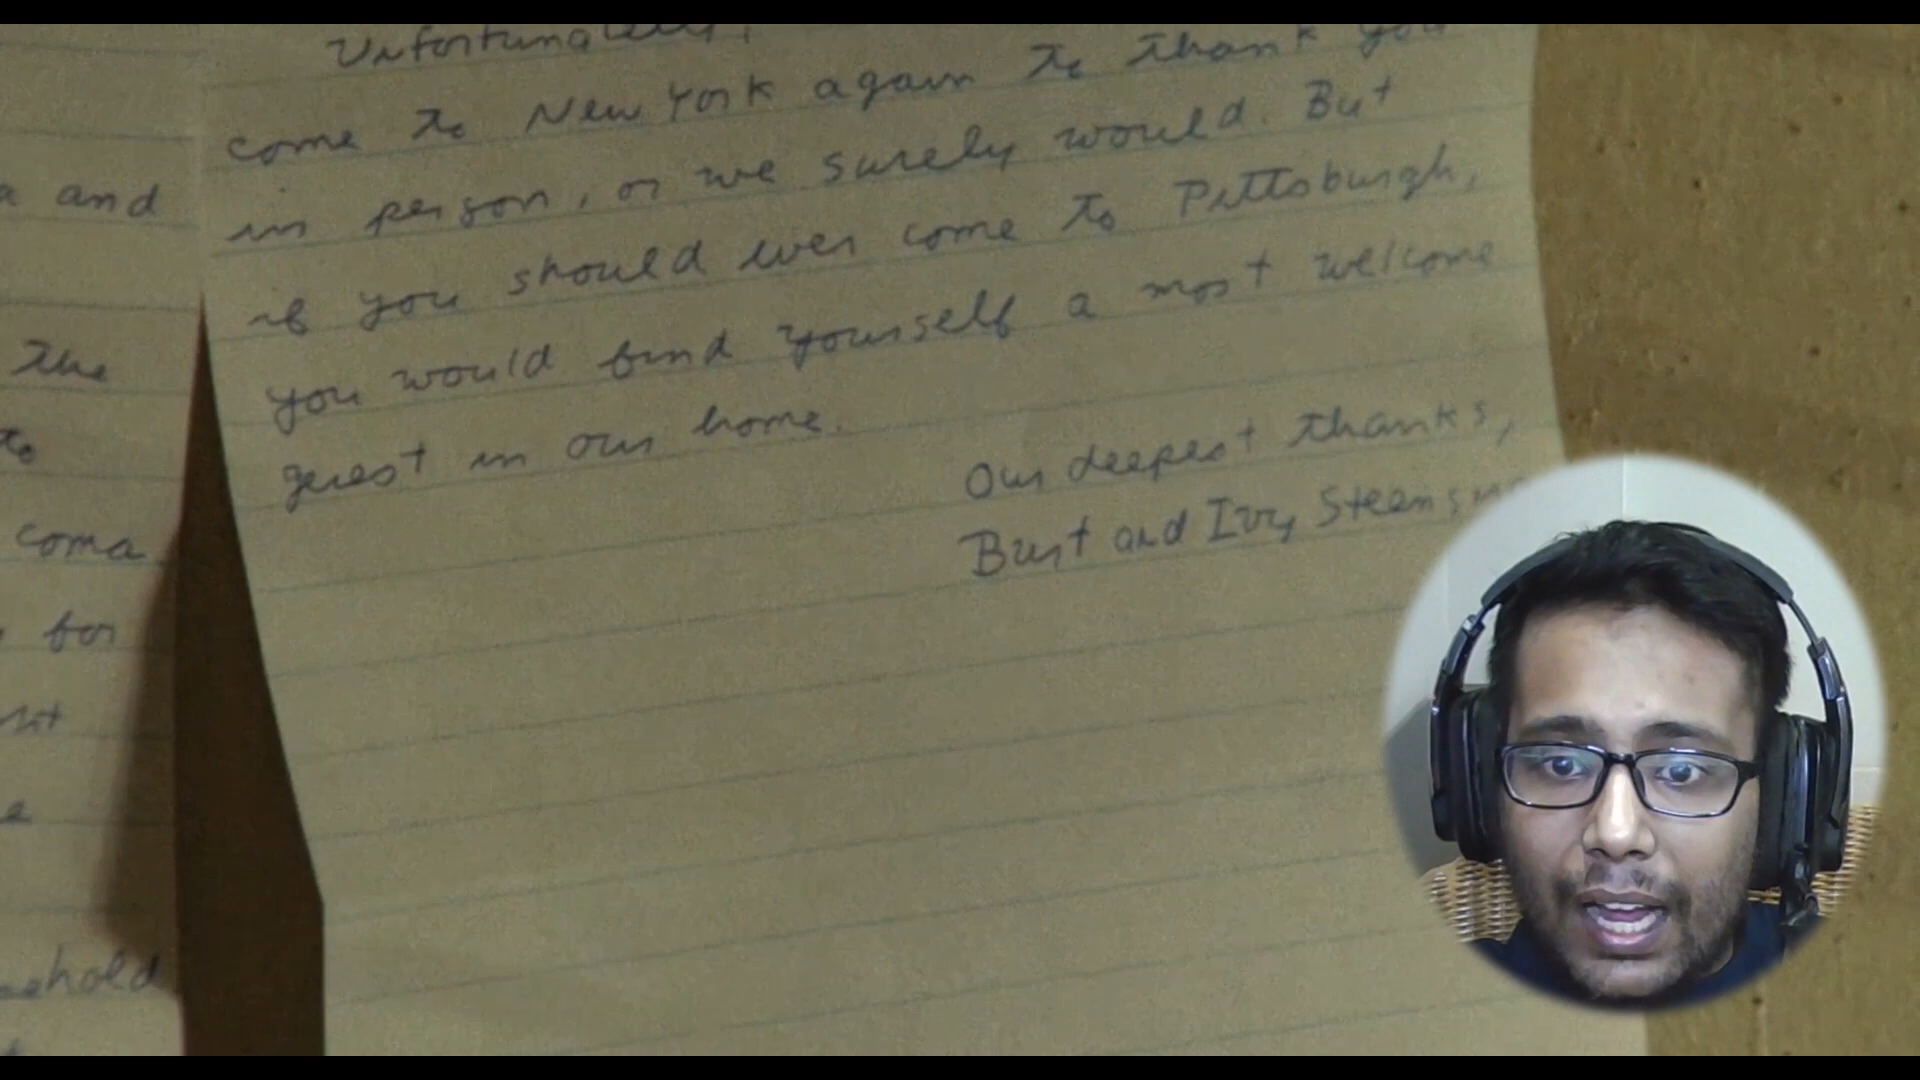 a and
the
to
coma
for
a
Unfortunately,
come to New York again to thank you
in person, or we surely would. But
if you should ever come to Pittsburgh,
you would find yourself a most welcome
guest in our home.
Our deepest thanks,
Burt and Ivy